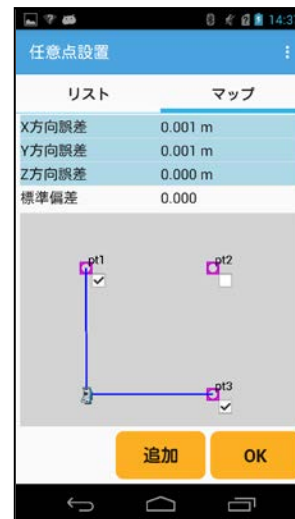 14:3
任意点設置
リスト マップ
X方向誤差 0.001 m
Y方向誤差 0.001 m
Z方向誤差 0.000 m
標準偏差 0.000
pt1 pt2
pt3
追加 OK